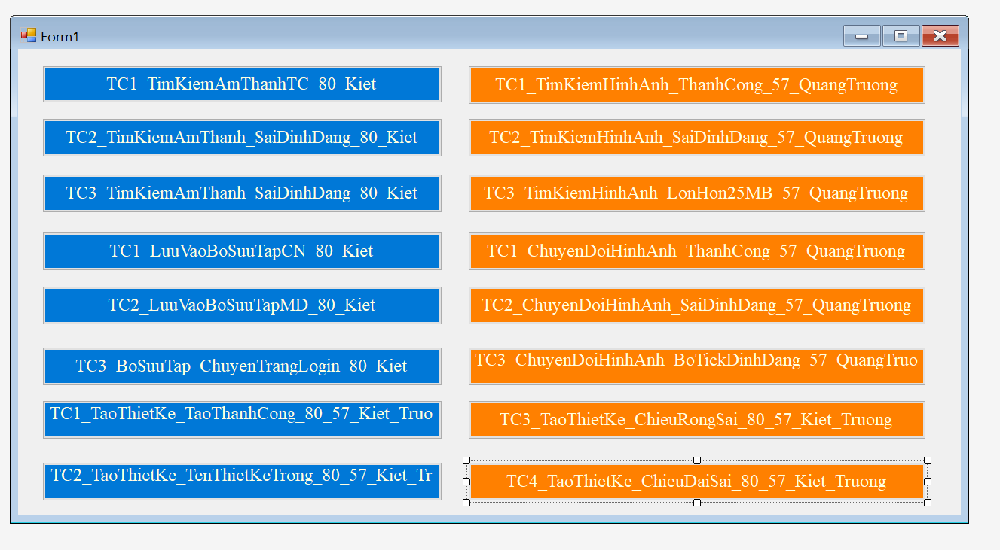 Form1
TC1_TimKiemAmThanhTC_80_Kiet
TC1_TimKiemHinhAnh_ThanhCong_57_QuangTruong
TC2_TimKiemAmThanh_SaiDinhDang_80_Kiet
TC2_TimKiemHinhAnh_SaiDinhDang_57_QuangTruong
TC3_TimKiemAmThanh_SaiDinhDang_80_Kiet
TC3_TimKiemHinhAnh_LonHon25MB_57_QuangTruong
TC1_LuuVaoBoSuuTapCN_80_Kiet
TC1_ChuyenDoiHinhAnh_ThanhCong_57_QuangTruong
TC2_LuuVaoBoSuuTapMD_80_Kiet
TC2_ChuyenDoiHinhAnh_SaiDinhDang_57_QuangTruong
TC3_BoSuuTap_ChuyenTrangLogin_80_Kiet
TC3_ChuyenDoiHinhAnh_BoTickDinhDang_57_QuangTruo
TC1_TaoThietKe_TaoThanhCong_80_57_Kiet_Truo
TC3_TaoThietKe_ChieuRongSai_80_57_Kiet_Truong
TC2_TaoThietKe_TenThietKeTrong_80_57_Kiet_Tr
TC4_TaoThietKe_ChieuDaiSai_80_57_Kiet_Truong